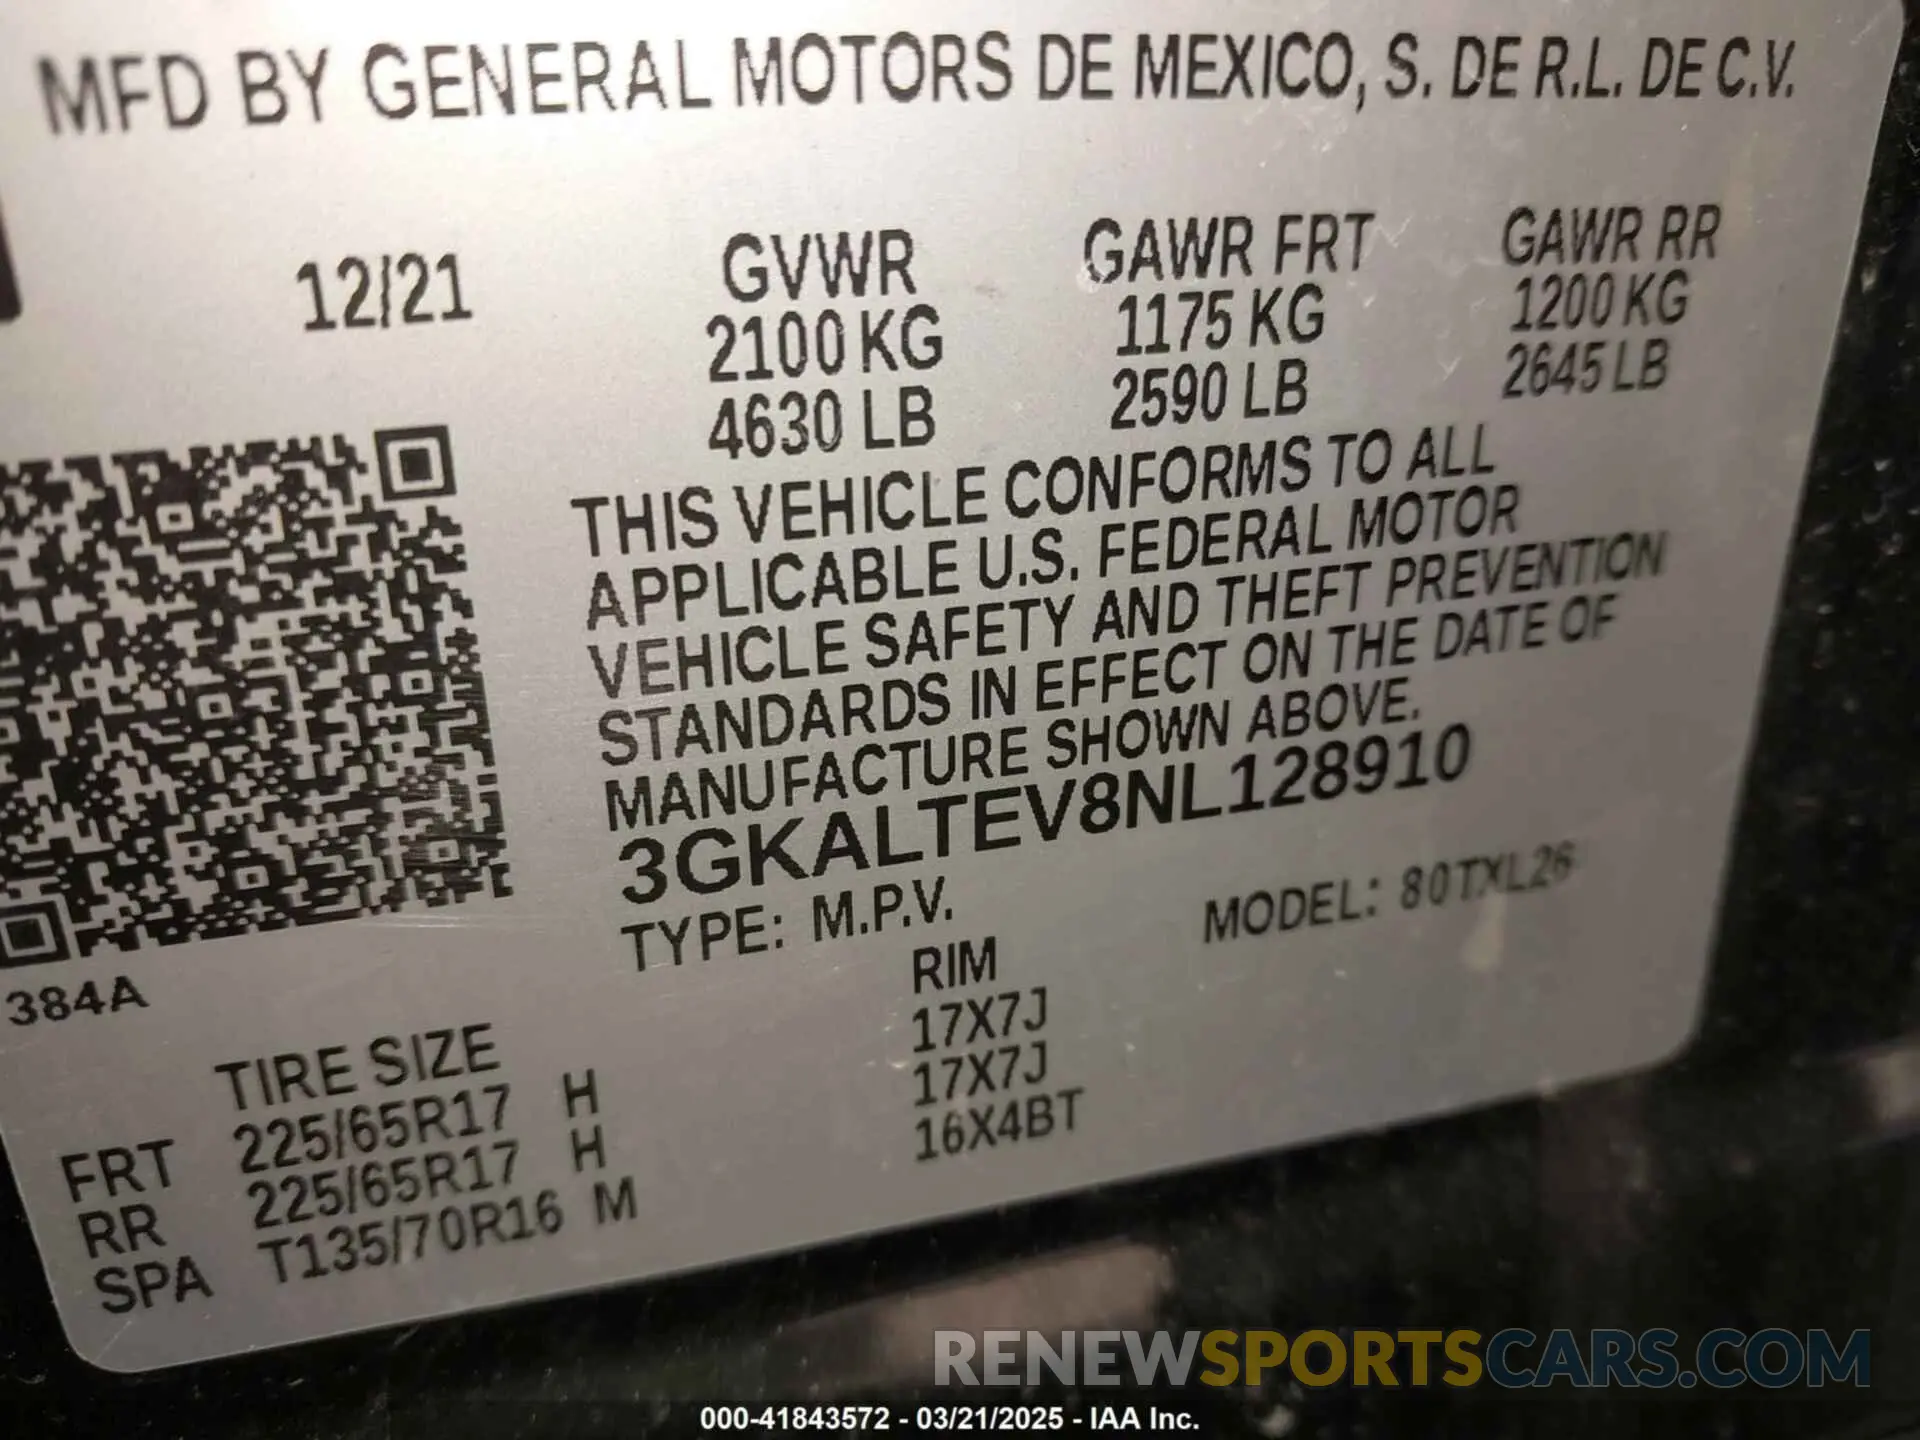 MFD BY GENERAL MOTORS DE MEXICO, S. DE R.L. DE C.V.
12/21 GVWR GAWR FRT GAWR RR
2100 KG 1175 KG 1200 KG
4630 LB 2590 LB 2645 LB
THIS VEHICLE CONFORMS TO ALL
APPLICABLE U.S. FEDERAL MOTOR
VEHICLE SAFETY AND THEFT PREVENTION
STANDARDS IN EFFECT ON THE DATE OF
MANUFACTURE SHOWN ABOVE.
3GKALTEV8NL128910
TYPE: M.P.V. MODEL: 80TXL26
384A
TIRE SIZE RIM
FRT 225/65R17 H 17X7J
RR 225/65R17 H 17X7J
SPA T135/70R16 M 16X4BT
RENEWSPORTSCARS.COM
000-41843572 - 03/21/2025 - IAA Inc.